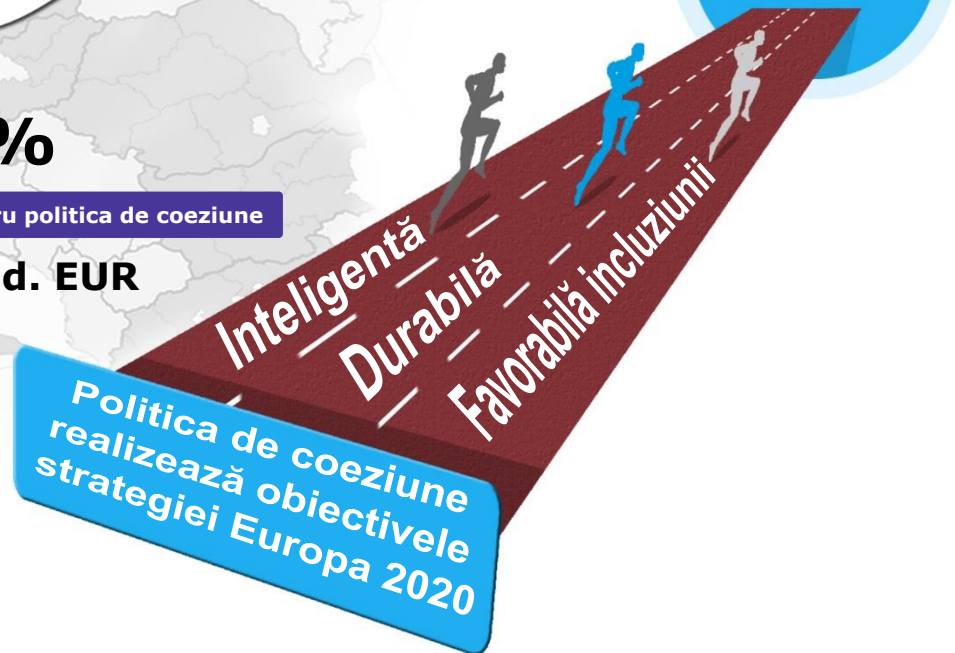 %
politica de coeziune
EUR
Inteligentă
Durabilă
Favorabilă incluziunii
Politica de coeziune
realizează obiectivele
strategiei Europa 2020